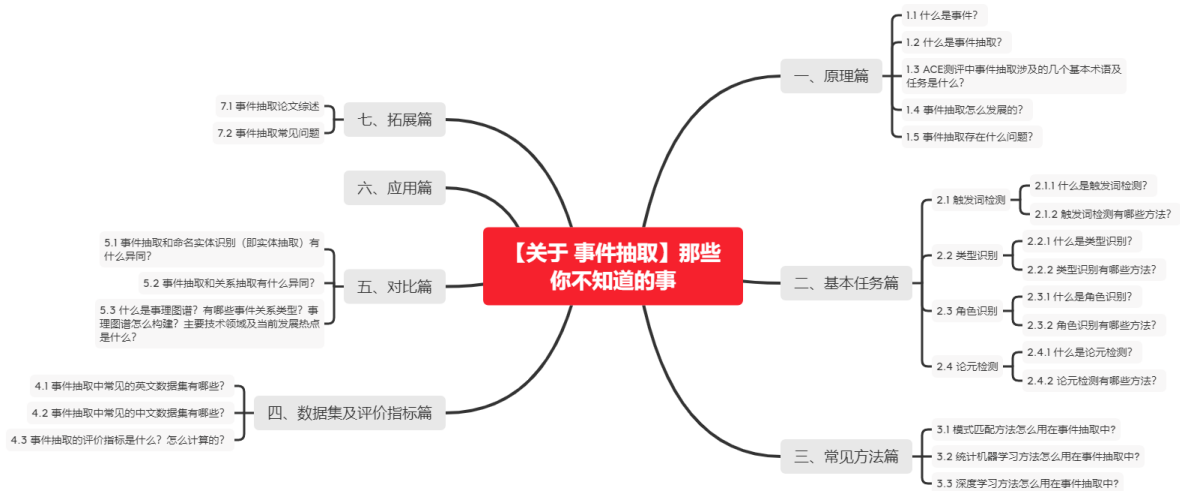 【关于 事件抽取】那些
你不知道的事
一、原理篇
1.1 什么是事件？
1.2 什么是事件抽取？
1.3 ACE测评中事件抽取涉及的几个基本术语及
任务是什么？
1.4 事件抽取怎么发展的？
1.5 事件抽取存在什么问题？
二、基本任务篇
2.1 触发词检测
2.1.1 什么是触发词检测？
2.1.2 触发词检测有哪些方法？
2.2 类型识别
2.2.1 什么是类型识别？
2.2.2 类型识别有哪些方法？
2.3 角色识别
2.3.1 什么是角色识别？
2.3.2 角色识别有哪些方法？
2.4 论元检测
2.4.1 什么是论元检测？
2.4.2 论元检测有哪些方法？
三、常见方法篇
3.1 模式匹配方法怎么用在事件抽取中？
3.2 统计机器学习方法怎么用在事件抽取中？
3.3 深度学习方法怎么用在事件抽取中？
四、数据集及评价指标篇
4.1 事件抽取中常见的英文数据集有哪些？
4.2 事件抽取中常见的中文数据集有哪些？
4.3 事件抽取的评价指标是什么？怎么计算的？
五、对比篇
5.1 事件抽取和命名实体识别（即实体抽取）有
什么异同？
5.2 事件抽取和关系抽取有什么异同？
5.3 什么是事理图谱？有哪些事件关系类型？事
理图谱怎么构建？主要技术领域及当前发展热点
是什么？
六、应用篇
七、拓展篇
7.1 事件抽取论文综述
7.2 事件抽取常见问题